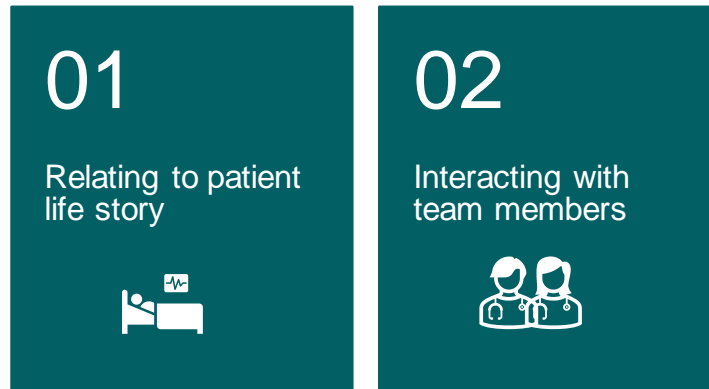 01
Relating to patient
life story
02
Interacting with
team members